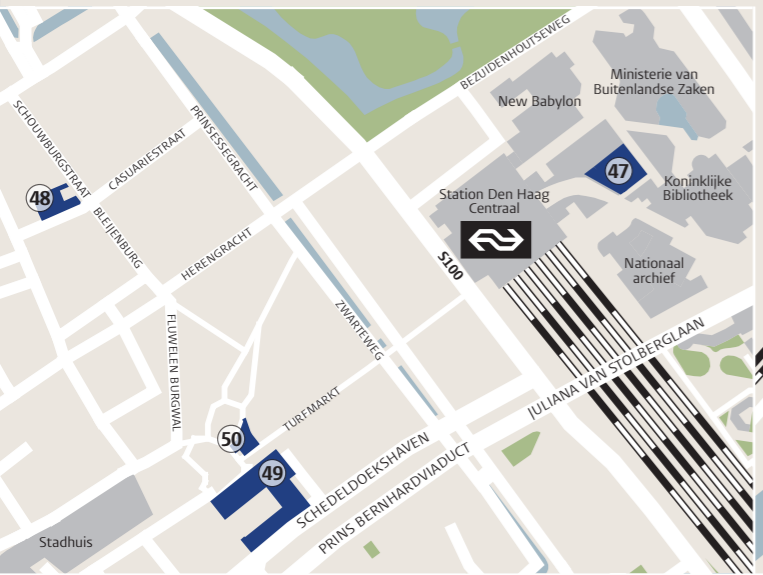 BEZUIDENHOUTSEWEG
Ministerie van
Buitenlandse Zaken
New Babylon
SCHOUWBURGSTRAAT
CASUARIESTRAAT
PRINSESSEGRACHT
47
48
Koninklijke
Bibliotheek
Station Den Haag
Centraal
BLEIJENBURG
HERENGRACHT
S100
Nationaal
archief
ZWARTEWEG
FLUWELEN BURGWAL
JULIANA VAN STOLBERGLAAN
TURFMARKT
50
49
SCHEDELDOEKSHAVEN
PRINS BERNHARDVIADUCT
Stadhuis